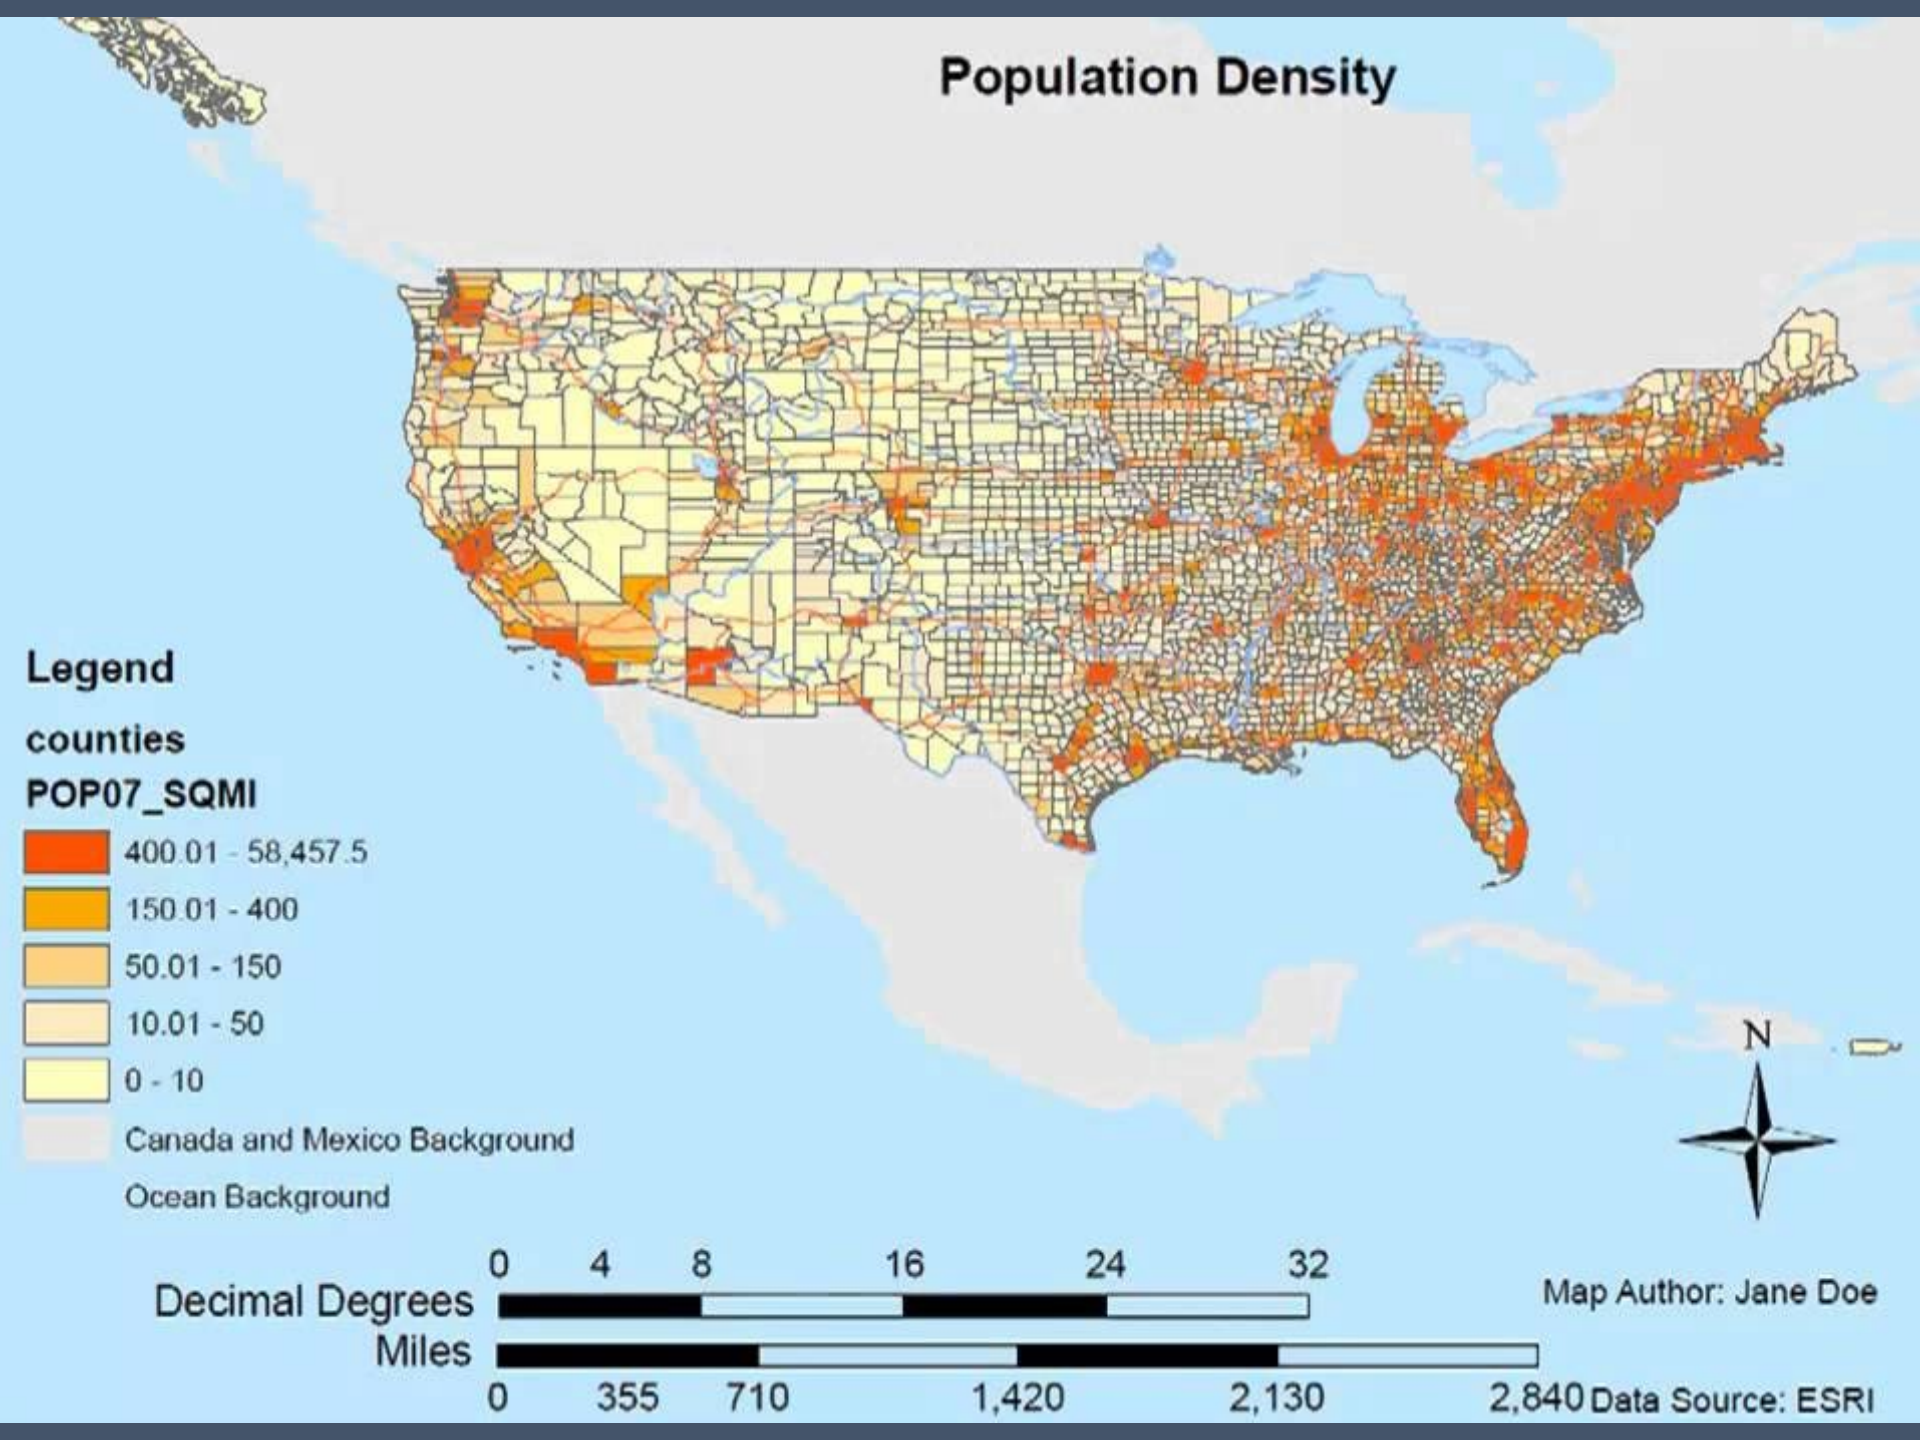 Population Density
Legend
counties
POP07_SQMI
400.01 - 58,457.5
150.01 - 400
50.01 - 150
10.01 - 50
0 - 10
Canada and Mexico Background
Ocean Background
N
0 4 8 16 24 32
Decimal Degrees
Miles
0 355 710 1,420 2,130 2,840
Map Author: Jane Doe
Data Source: ESRI